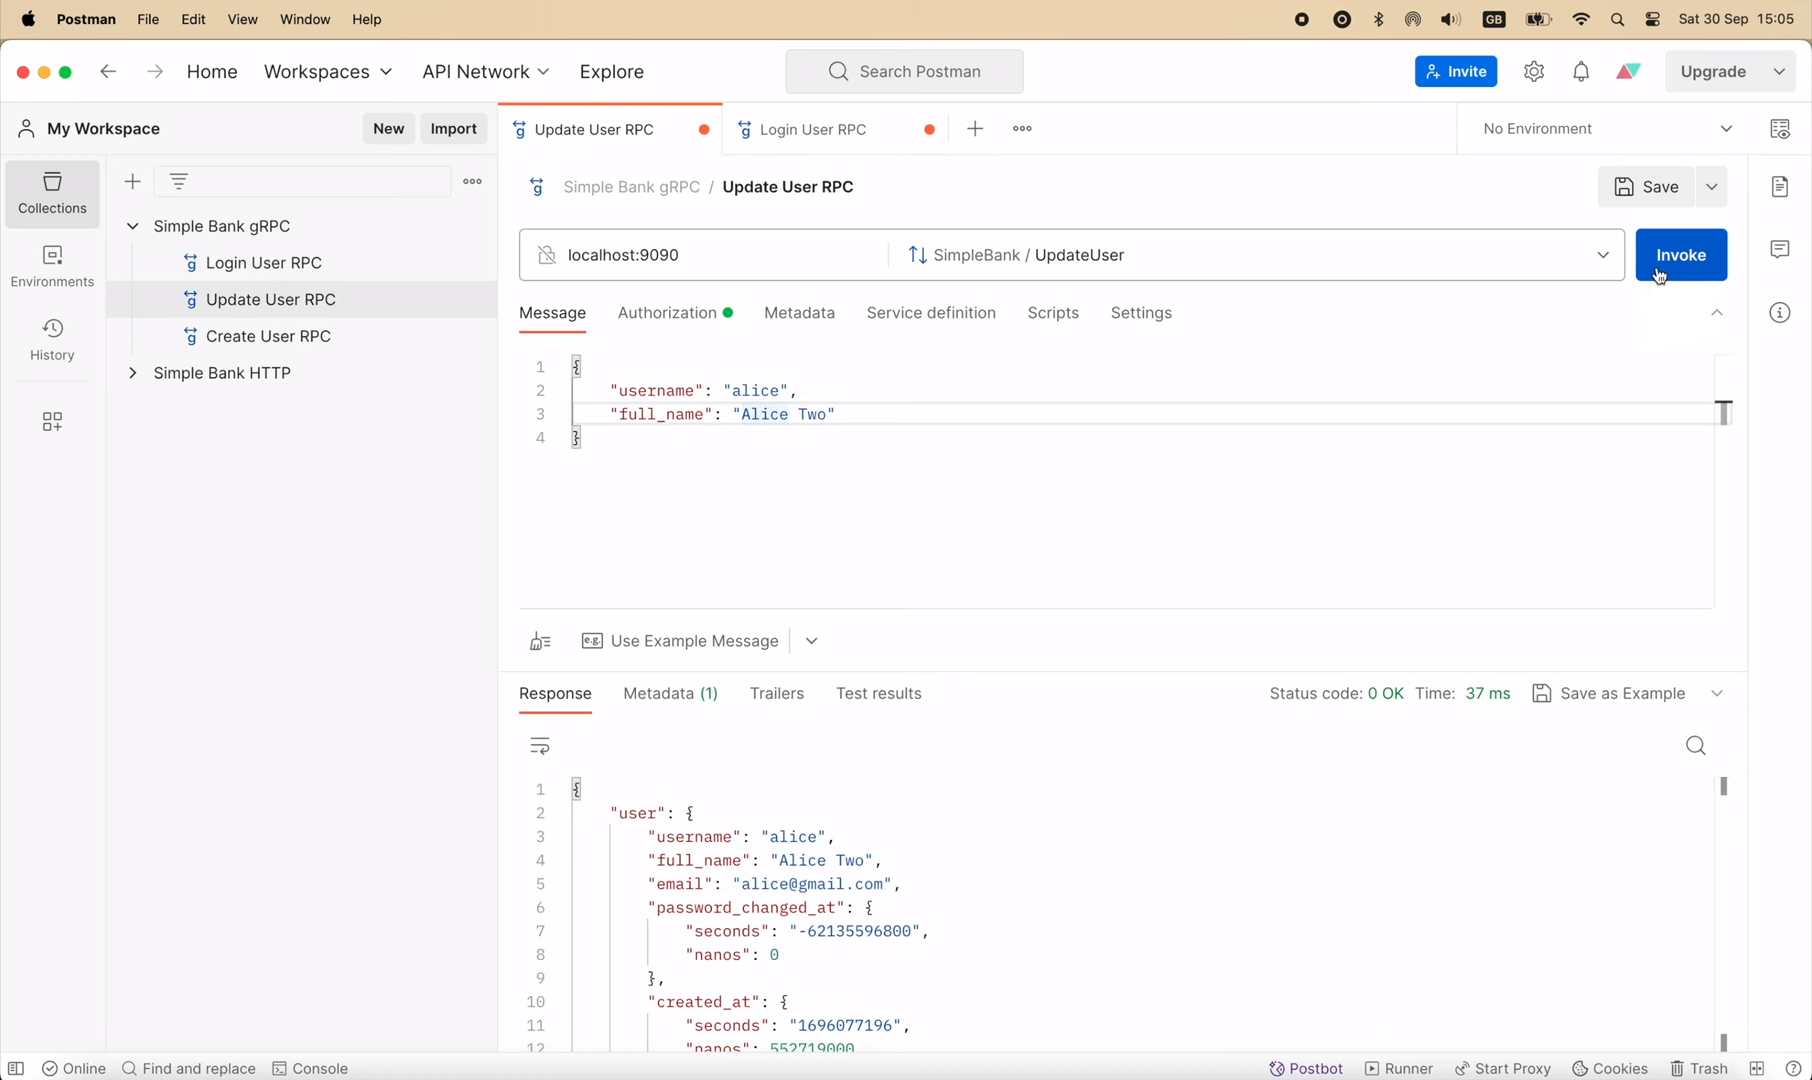 Postman File Edit View Window Help GB Sat 30 Sep 15:05
Home Workspaces API Network Explore Search Postman Invite Upgrade
My Workspace New Import Update User RPC Login User RPC No Environment
Collections
Environments
History
Simple Bank gRPC
Login User RPC
Update User RPC
Create User RPC
Simple Bank HTTP
Simple Bank gRPC / Update User RPC Save
localhost:9090 SimpleBank / UpdateUser Invoke
Message Authorization Metadata Service definition Scripts Settings
1 {
2 "username": "alice",
3 "full_name": "Alice Two"
4 }
e.g. Use Example Message
Response Metadata (1) Trailers Test results Status code: 0 OK Time: 37 ms Save as Example
1 {
2 "user": {
3 "username": "alice",
4 "full_name": "Alice Two",
5 "email": "alice@gmail.com",
6 "password_changed_at": {
7 "seconds": "-62135596800",
8 "nanos": 0
9 },
10 "created_at": {
11 "seconds": "1696077196",
12 "nanos": 552719000
Online Find and replace Console Postbot Runner Start Proxy Cookies Trash